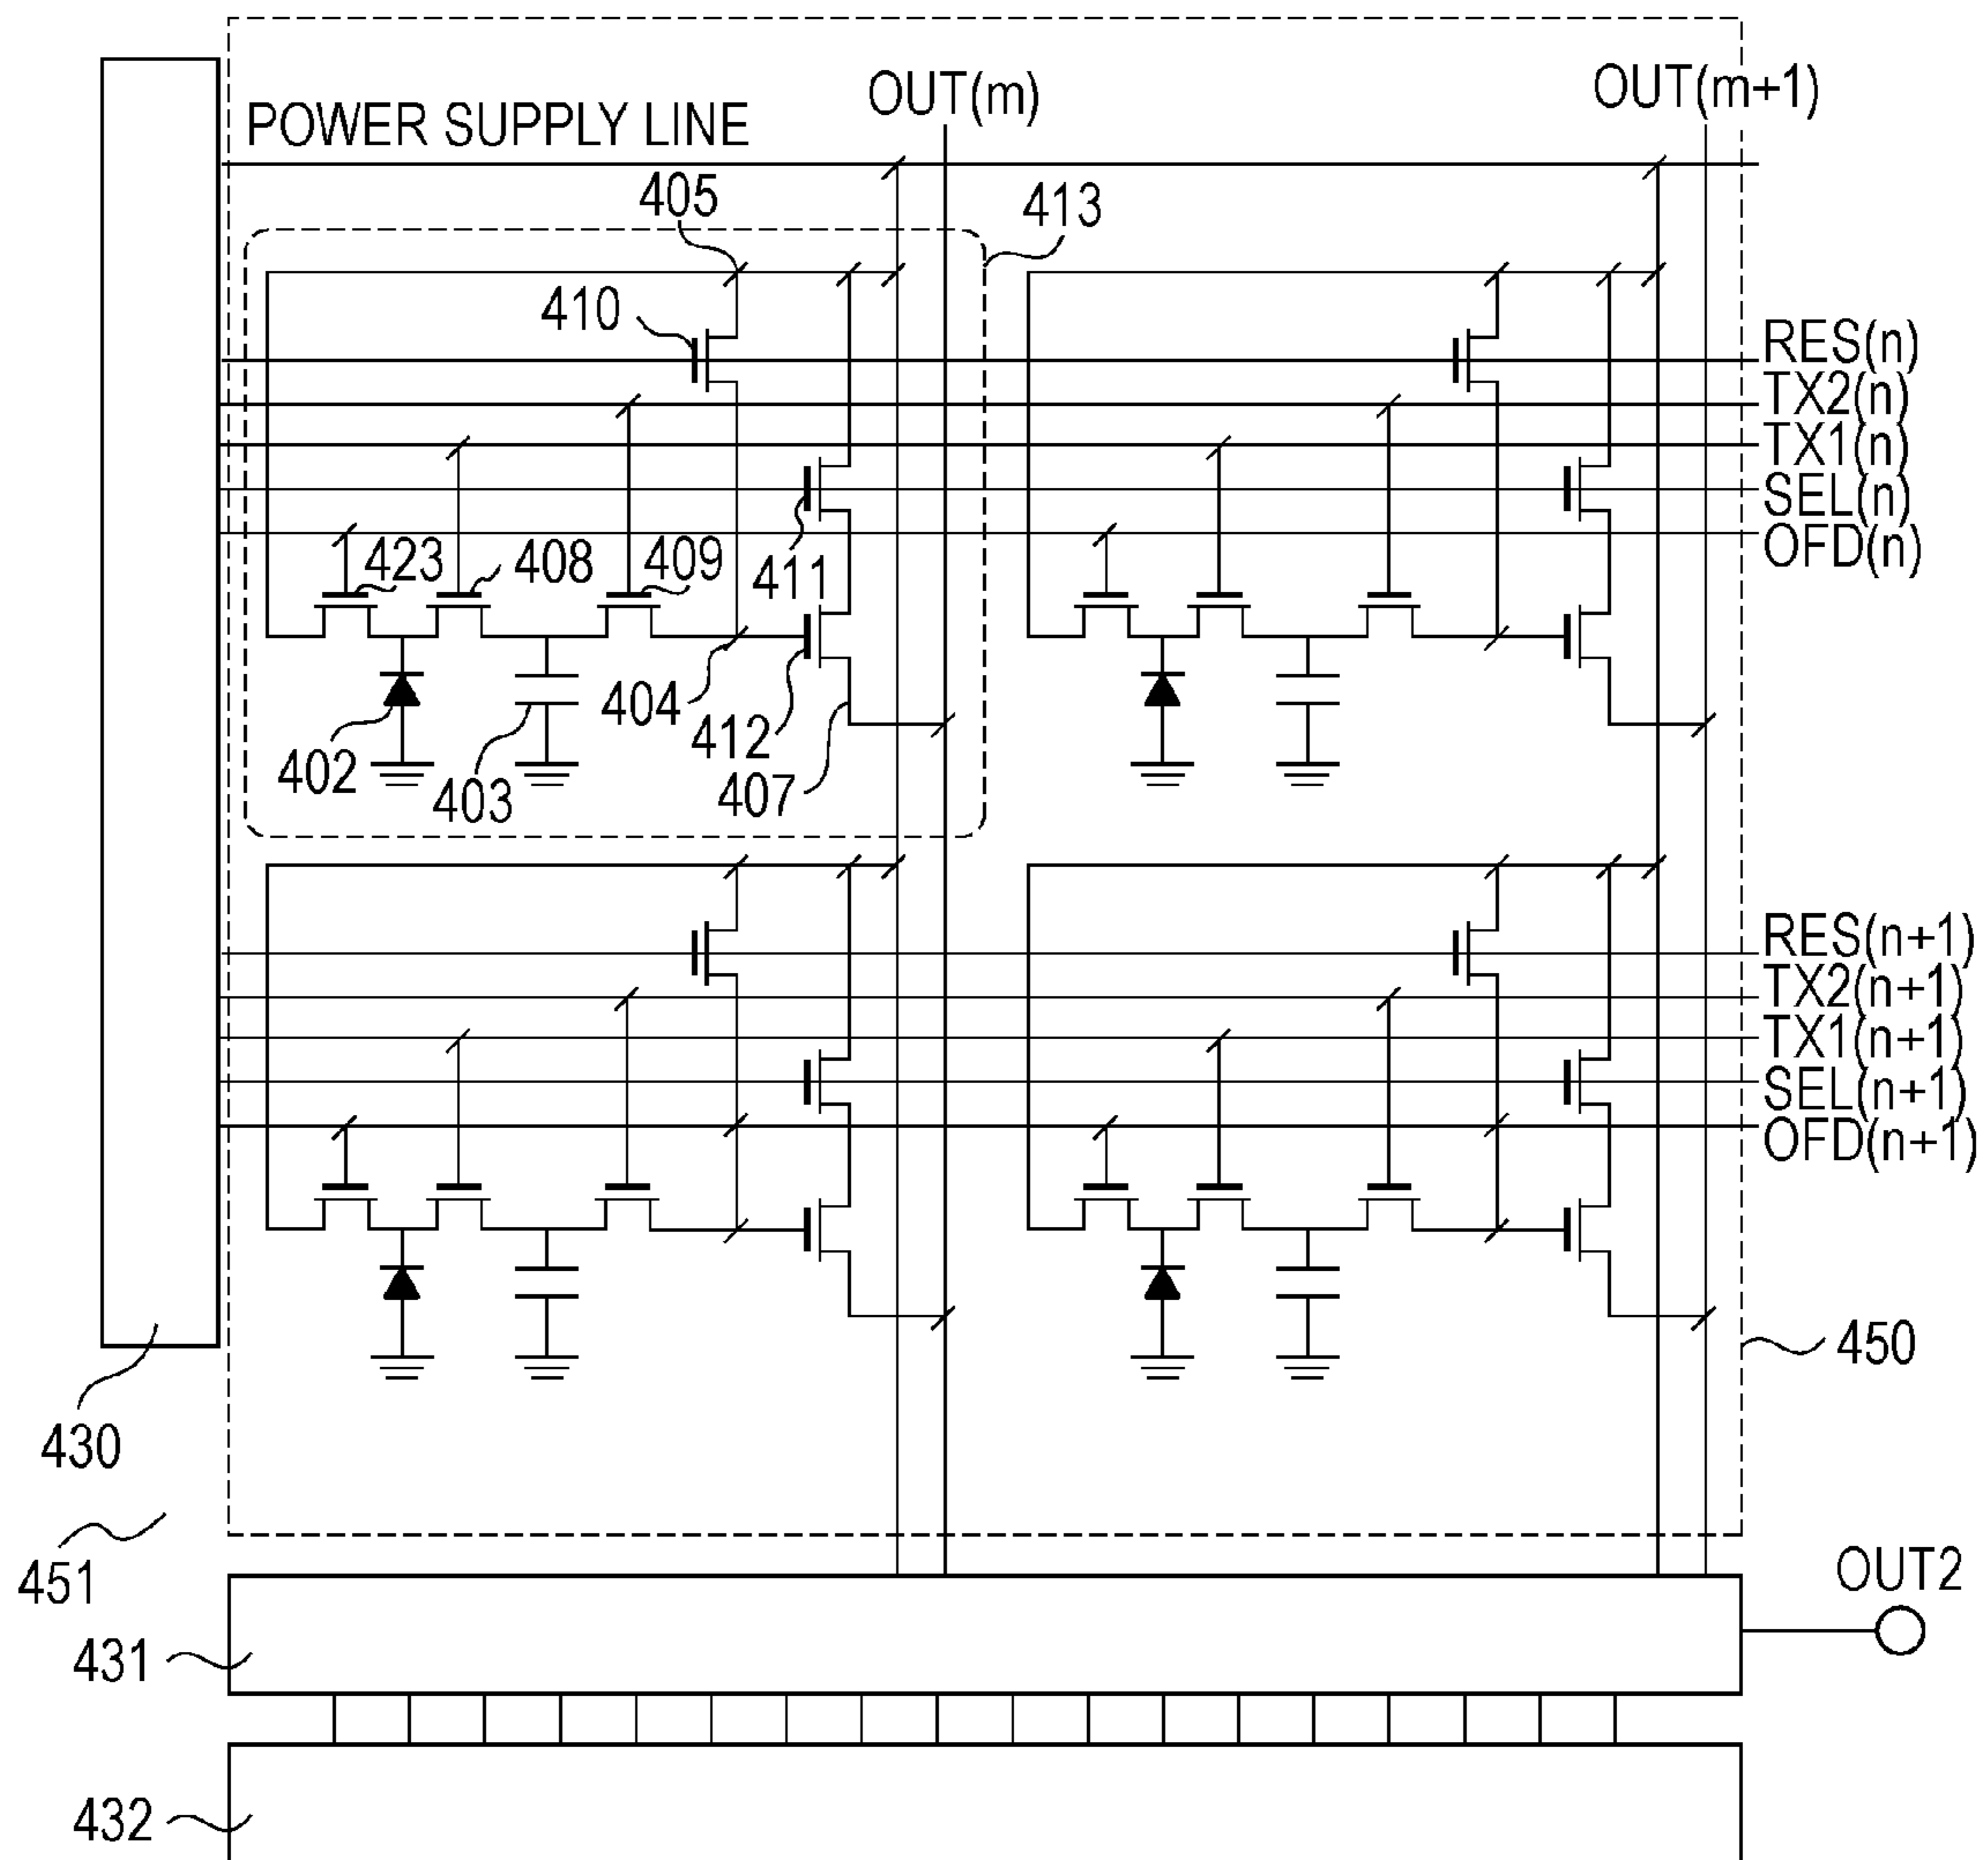 OUT(m)
OUT(m+1)
POWER SUPPLY LINE
405
413
410
RES(n)
TX2(n)
TX1(n)
SEL(n)
OFD(n)
423
408
409
411
404
412
402
403
407
RES(n+1)
TX2(n+1)
TX1(n+1)
SEL(n+1)
OFD(n+1)
450
430
451
OUT2
431
432